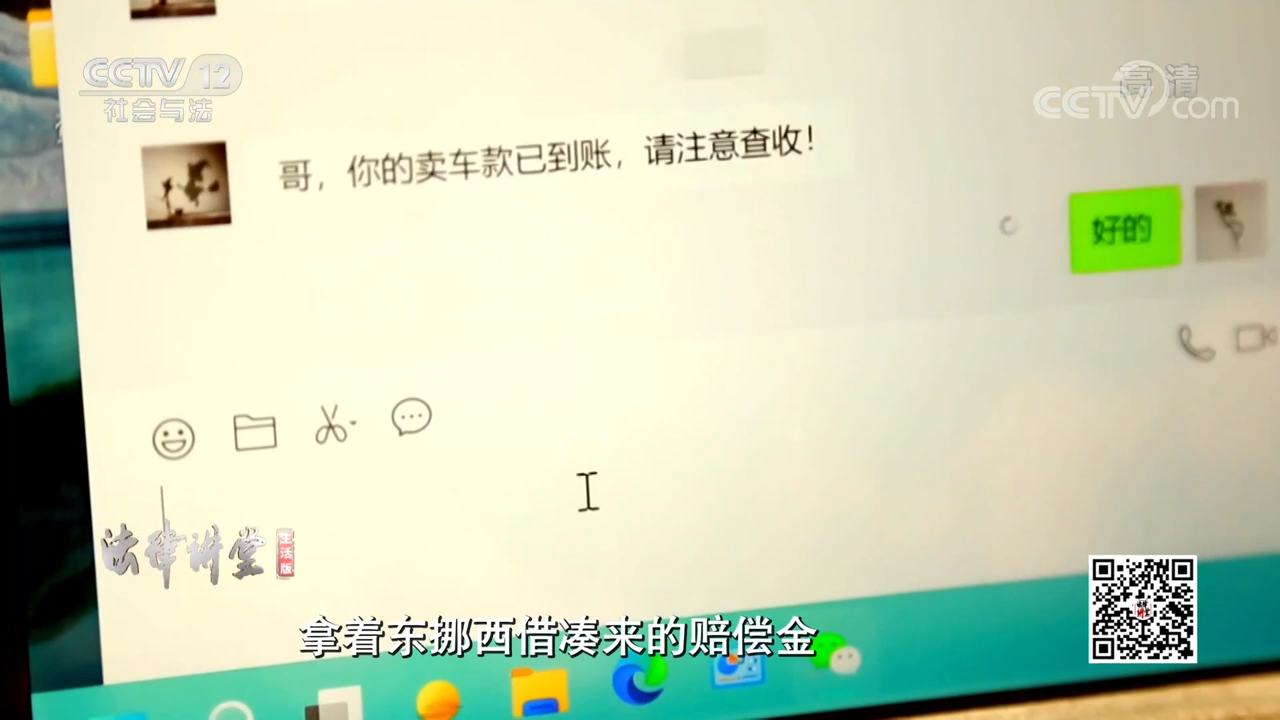 CCTV 12
社会与法
高清
CCTV com
哥，你的卖车款已到账，请注意查收！
好的
法律讲堂
生活版
拿着东挪西借凑来的赔偿金